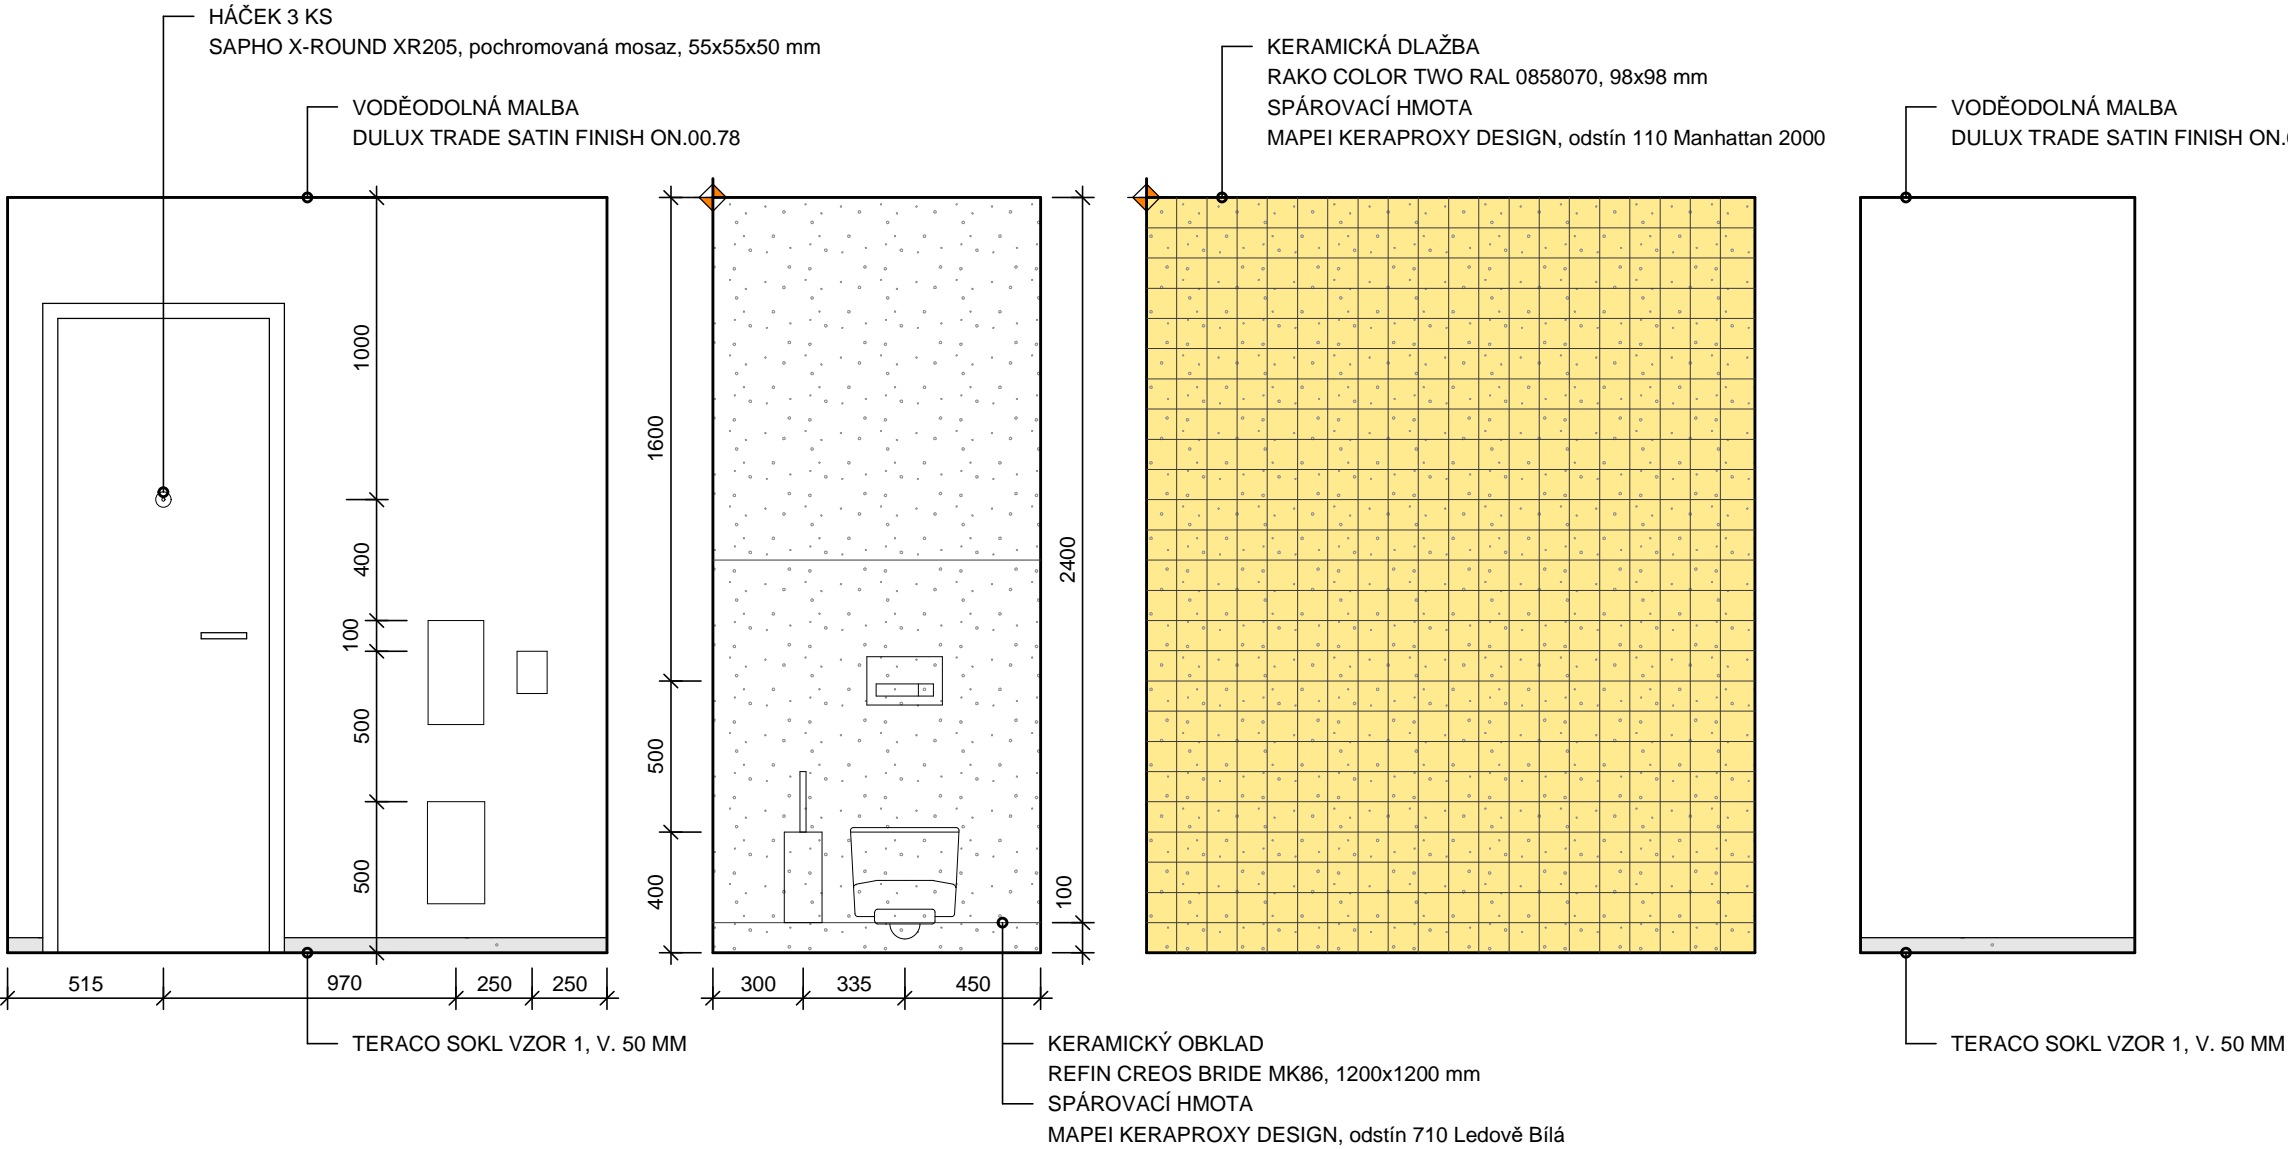 HÁČEK 3 KS
SAPHO X-ROUND XR205, pochromovaná mosaz, 55x55x50 mm
VODĚODOLNÁ MALBA
DULUX TRADE SATIN FINISH ON.00.78
KERAMICKÁ DLAŽBA
RAKO COLOR TWO RAL 0858070, 98x98 mm
SPÁROVACÍ HMOTA
MAPEI KERAPROXY DESIGN, odstín 110 Manhattan 2000
VODĚODOLNÁ MALBA
DULUX TRADE SATIN FINISH ON.
1000
400
100
500
500
515
970
250
250
TERACO SOKL VZOR 1, V. 50 MM
1600
500
400
2400
100
300
335
450
KERAMICKÝ OBKLAD
REFIN CREOS BRIDE MK86, 1200x1200 mm
SPÁROVACÍ HMOTA
MAPEI KERAPROXY DESIGN, odstín 710 Ledově Bílá
TERACO SOKL VZOR 1, V. 50 MM